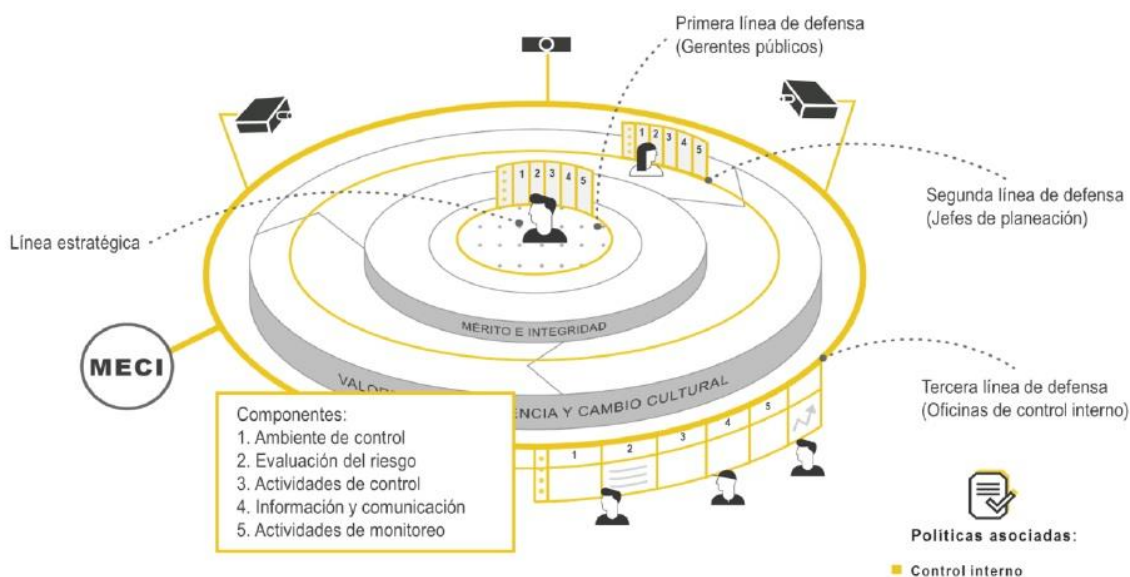 Primera línea de defensa
(Gerentes públicos)
1 2 3 4 5
1 2 3 4 5
Segunda línea de defensa
(Jefes de planeación)
Línea estratégica
MÉRITO E INTEGRIDAD
MECI
ENCIA Y CAMBIO CULTURAL
Tercera línea de defensa
(Oficinas de control interno)
Componentes:
1. Ambiente de control
2. Evaluación del riesgo
3. Actividades de control
4. Información y comunicación
5. Actividades de monitoreo
1 2 3 4 5
Políticas asociadas:
Control interno